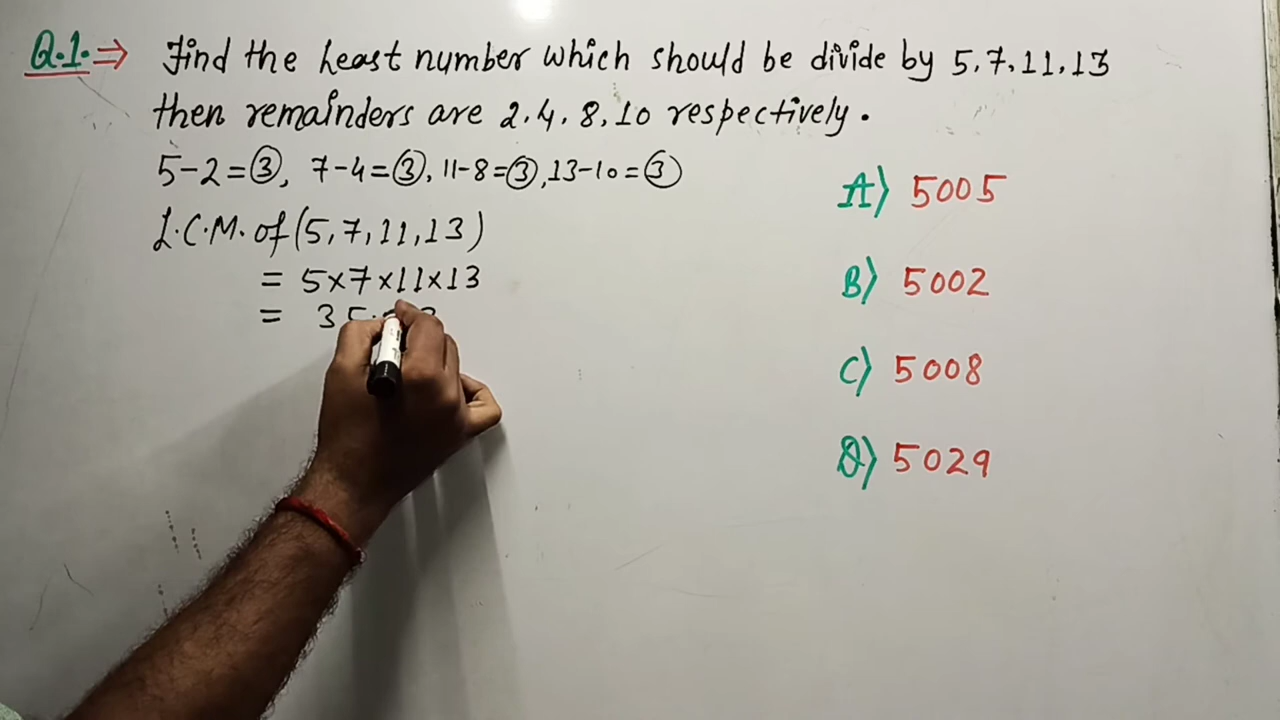 Q.1. ⇒ Find the Least number which should be divide by 5, 7, 11, 13
then remainders are 2, 4, 8, 10 respectively.
5-2=3, 7-4=3, 11-8=3, 13-10=3
L.C.M. of (5, 7, 11, 13)
= 5×7×11×13
= 35
A) 5005
B) 5002
C) 5008
D) 5029